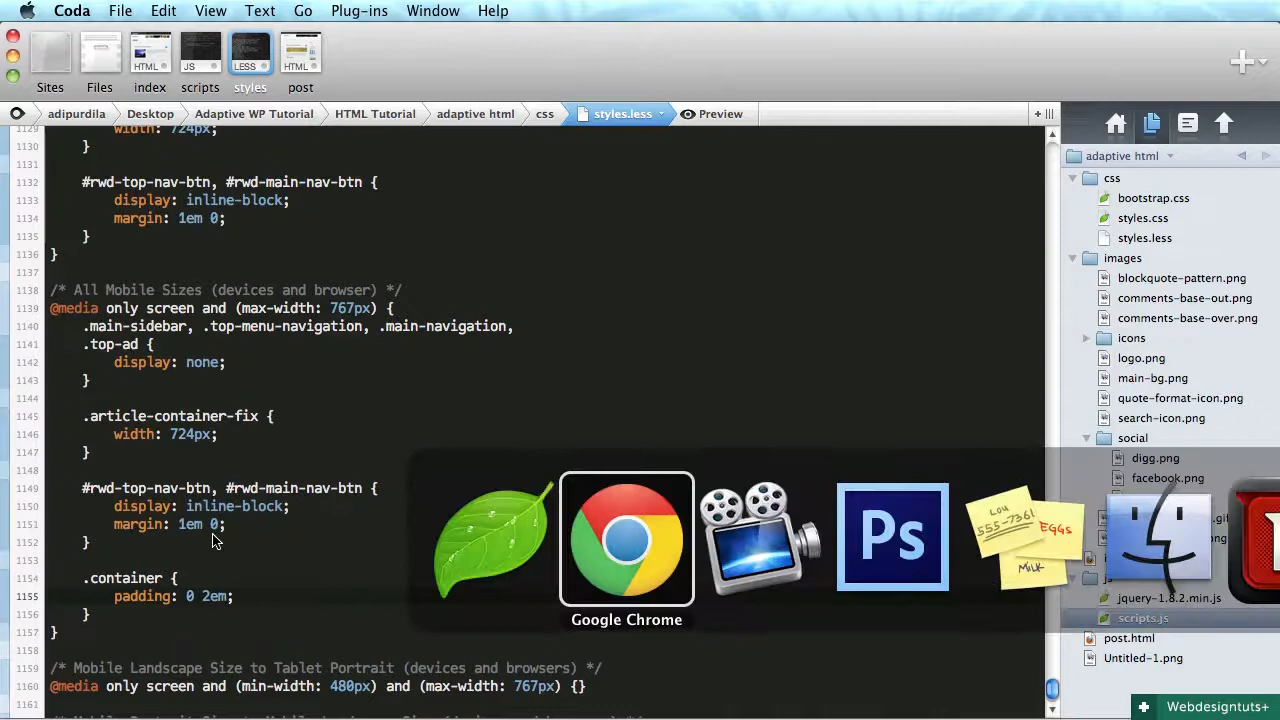 Coda File Edit View Text Go Plug-ins Window Help
HTML JS LESS HTML
Sites Files index scripts styles post
adipurdila Desktop Adaptive WP Tutorial HTML Tutorial adaptive html css styles.less Preview
adaptive html
css
bootstrap.css
styles.css
styles.less
images
blockquote-pattern.png
comments-base-out.png
comments-base-over.png
icons
logo.png
main-bg.png
quote-format-icon.png
search-icon.png
social
digg.png
facebook.png
jquery-1.8.2.min.js
scripts.js
post.html
Untitled-1.png
1129 width: 724px;
1130 }
1131
1132 #rwd-top-nav-btn, #rwd-main-nav-btn {
1133 display: inline-block;
1134 margin: 1em 0;
1135 }
1136 }
1137
1138 /* All Mobile Sizes (devices and browser) */
1139 @media only screen and (max-width: 767px) {
1140 .main-sidebar, .top-menu-navigation, .main-navigation,
1141 .top-ad {
1142 display: none;
1143 }
1144
1145 .article-container-fix {
1146 width: 724px;
1147 }
1148
1149 #rwd-top-nav-btn, #rwd-main-nav-btn {
1150 display: inline-block;
1151 margin: 1em 0;
1152 }
1153
1154 .container {
1155 padding: 0 2em;
1156 }
1157 }
1158
1159 /* Mobile Landscape Size to Tablet Portrait (devices and browsers) */
1160 @media only screen and (min-width: 480px) and (max-width: 767px) {}
1161
Ps
Lou
555-7361
EGGS
MILK
Google Chrome
Webdesigntuts+